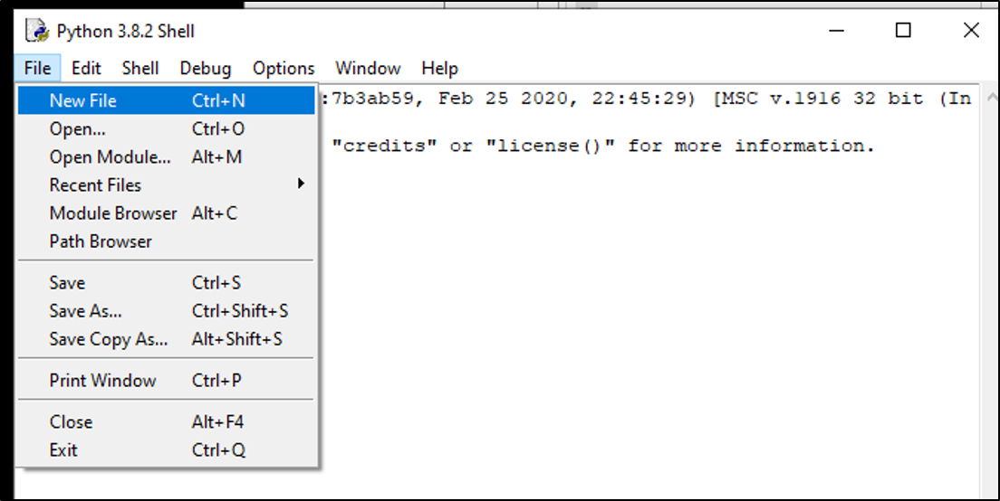 Python 3.8.2 Shell
File Edit Shell Debug Options Window Help
:7b3ab59, Feb 25 2020, 22:45:29) [MSC v.1916 32 bit (In
"credits" or "license()" for more information.
New File Ctrl+N
Open... Ctrl+O
Open Module... Alt+M
Recent Files
Module Browser Alt+C
Path Browser
Save Ctrl+S
Save As... Ctrl+Shift+S
Save Copy As... Alt+Shift+S
Print Window Ctrl+P
Close Alt+F4
Exit Ctrl+Q